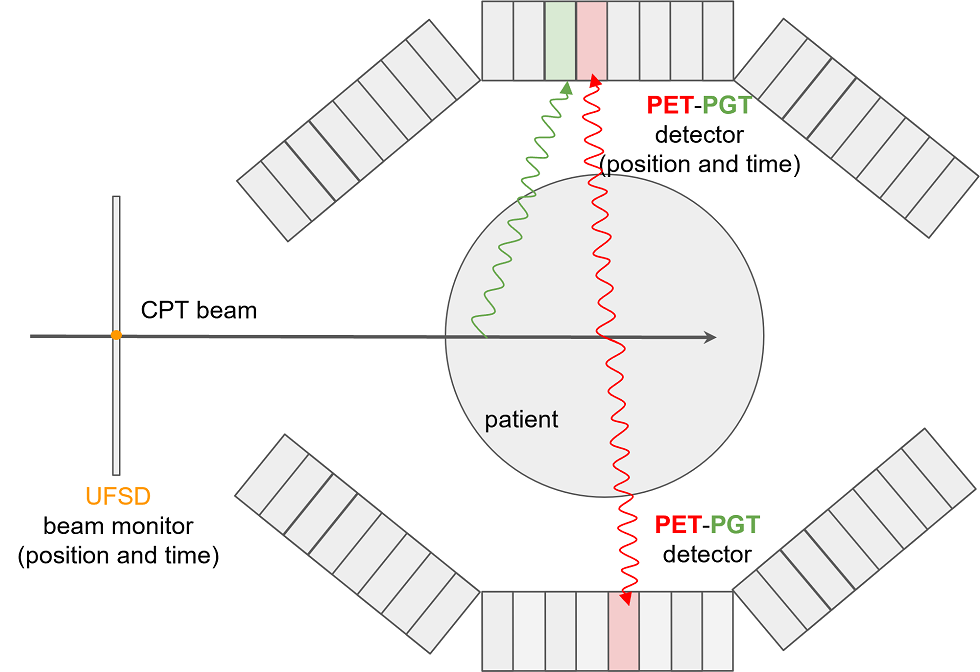 PET-PGT
detector
(position and time)
CPT beam
patient
UFSD
beam monitor
(position and time)
PET-PGT
detector